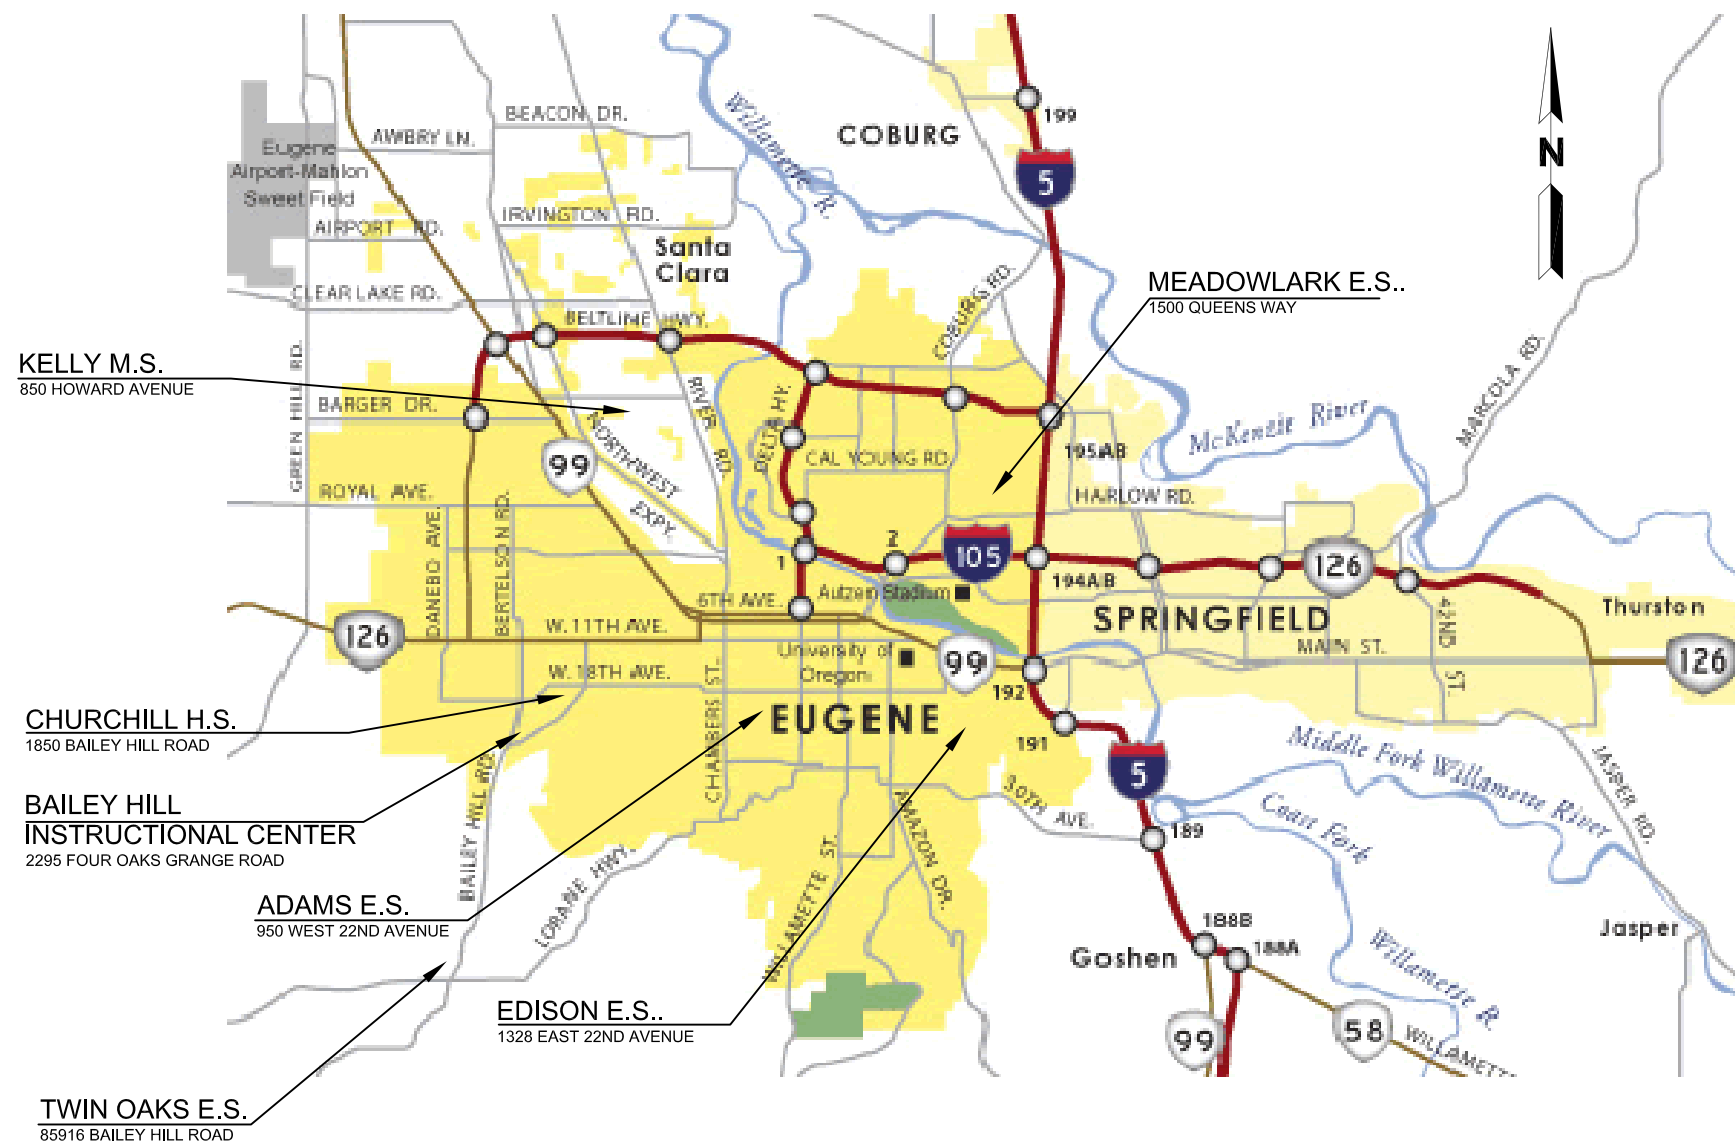 BEACON DR.
199
COBURG
AWBRY LN.
Willamette R.
N
Eugene
Airport-Mahlon
Sweet Field
5
IRVINGTON RD.
AIRPORT RD.
Santa
Clara
CLEAR LAKE RD.
COBURG RD.
MEADOWLARK E.S..
1500 QUEENS WAY
BELTLINE HWY.
KELLY M.S.
850 HOWARD AVENUE
GREEN HILL RD.
BARGER DR.
RIVER RD.
DELTA HY.
MARCOLA RD.
McKenzie River
NORTHWEST EXPY.
99
CAL YOUNG RD.
195AB
ROYAL AVE.
HARLOW RD.
DANEBO AVE.
BERTELSON RD.
2
1
105
126
194AB
6TH AVE.
Autzen Stadium
SPRINGFIELD
42ND ST.
Thurston
126
W. 11TH AVE.
MAIN ST.
University of
Oregon
99
126
W. 18TH AVE.
192
CHURCHILL H.S.
1850 BAILEY HILL ROAD
CHAMBERS ST.
EUGENE
191
5
Middle Fork Willamette River
JASPER RD.
BAILEY HILL
INSTRUCTIONAL CENTER
2295 FOUR OAKS GRANGE ROAD
BAILEY HILL RD.
30TH AVE.
189
Coast Fork
Willamette R.
AMAZON DR.
WILLAMETTE ST.
LORANE HWY.
ADAMS E.S.
950 WEST 22ND AVENUE
188B
188A
Goshen
Jasper
EDISON E.S..
1328 EAST 22ND AVENUE
99
58
WILLAMETT
TWIN OAKS E.S.
85916 BAILEY HILL ROAD